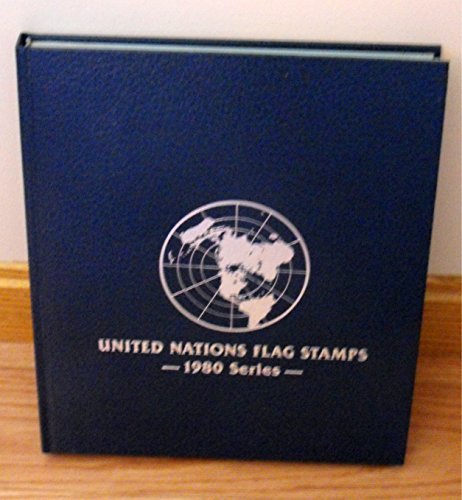 UNITED NATIONS FLAG STAMPS
— 1980 Series —